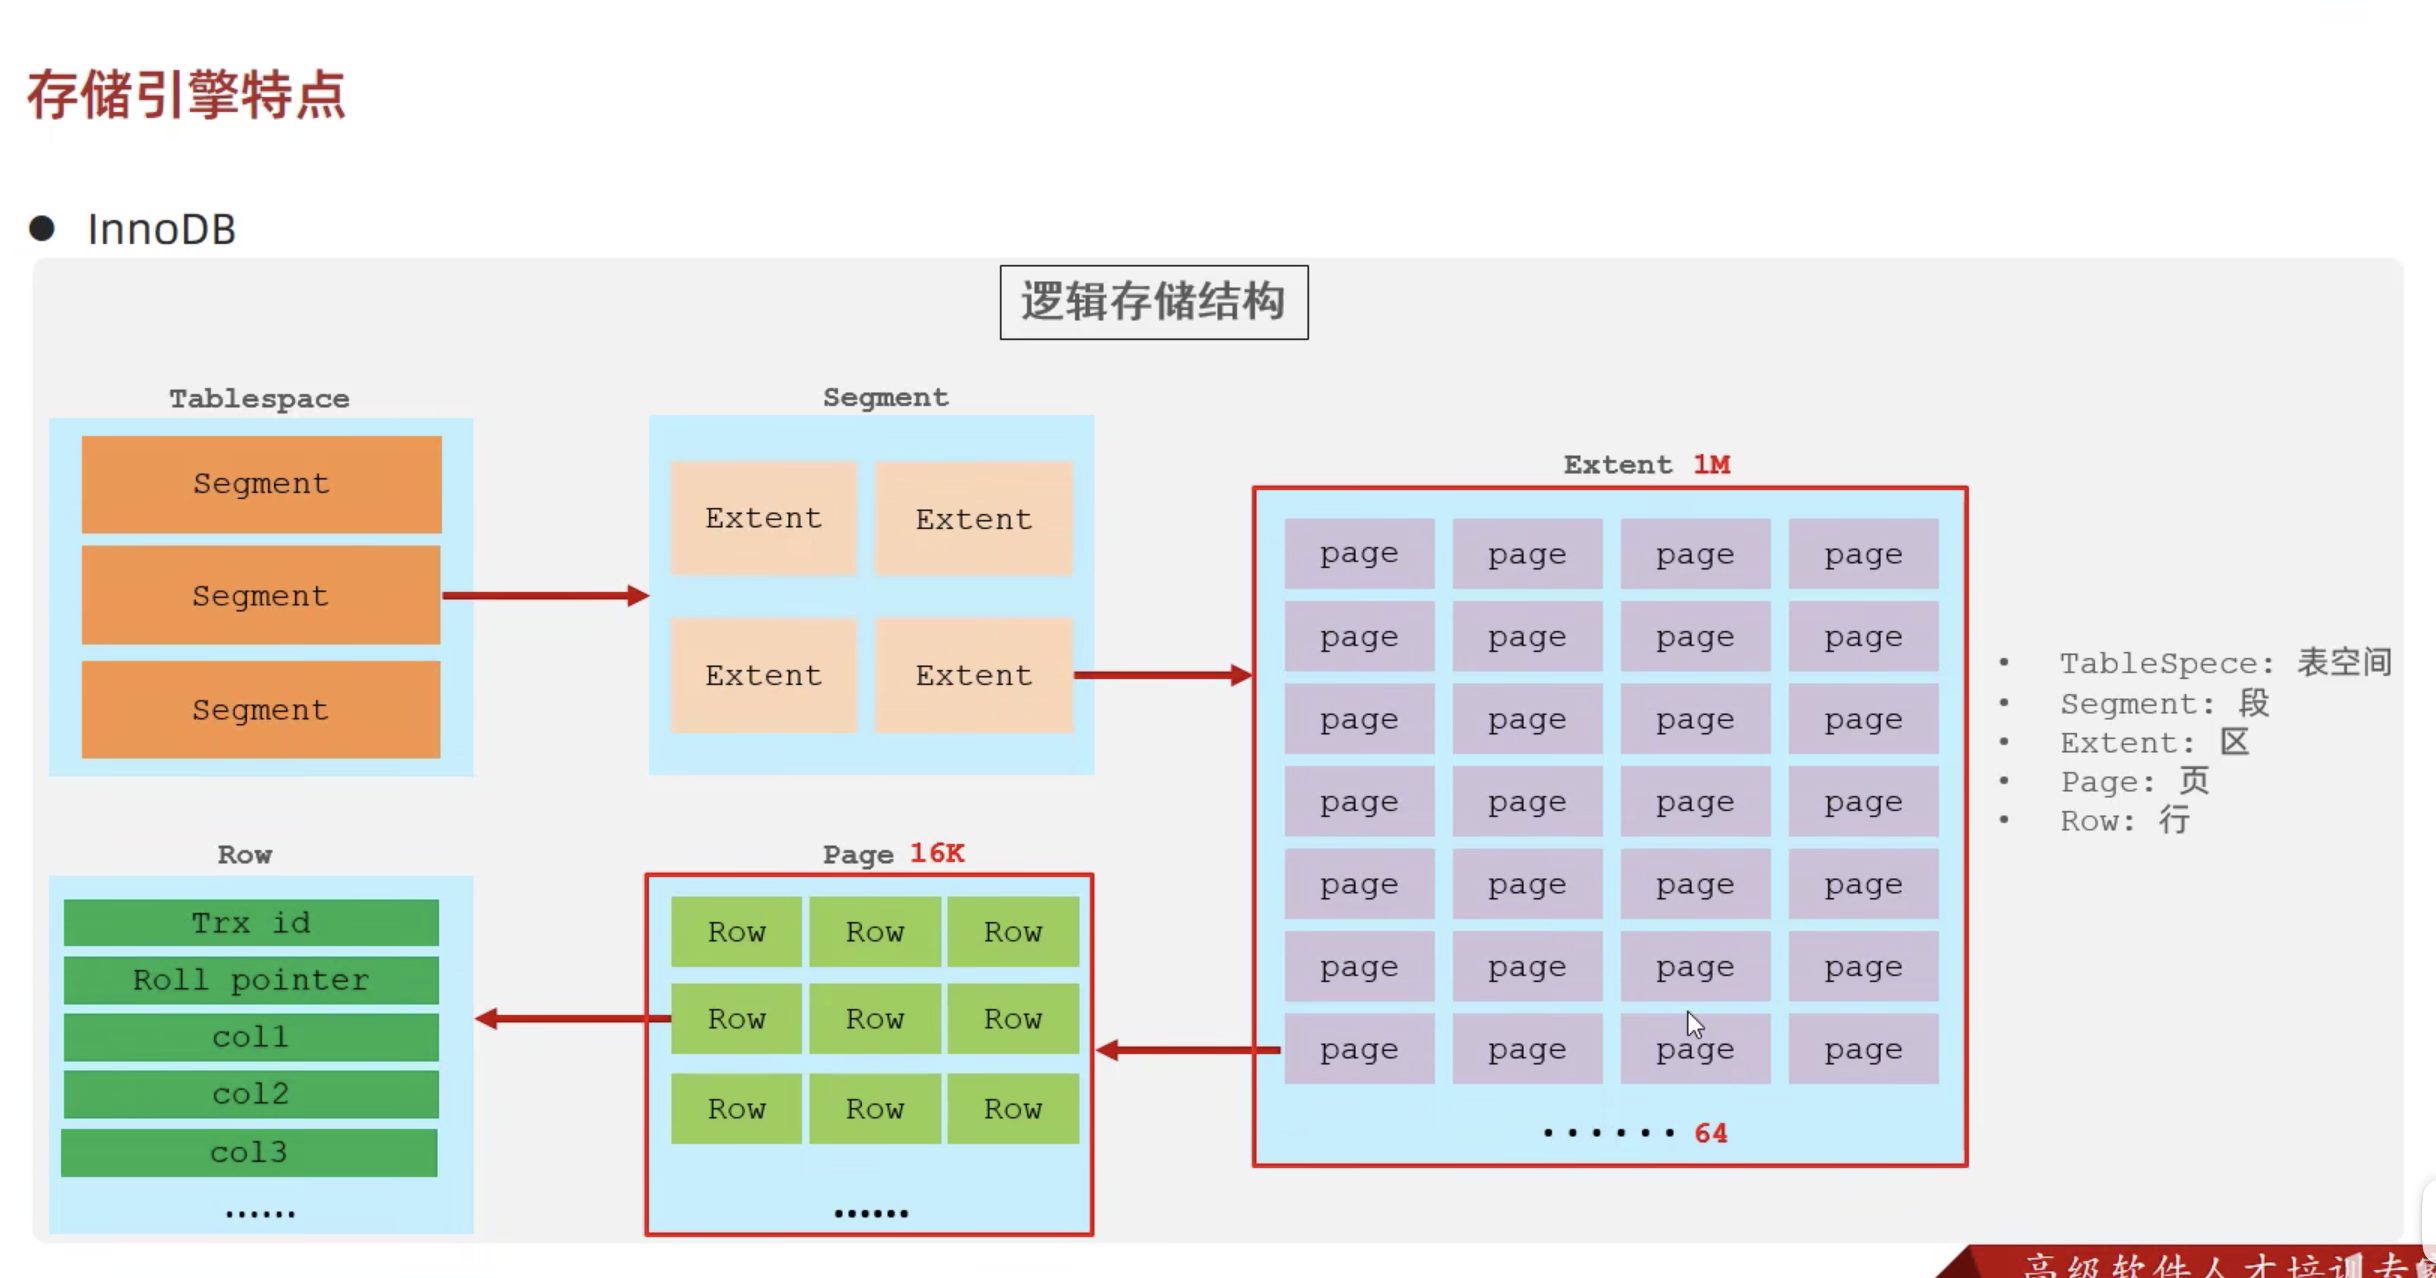 存储引擎特点
● InnoDB
逻辑存储结构
Tablespace
Segment
Segment
Segment
Segment
Extent Extent
Extent Extent
Extent 1M
page page page page
page page page page
page page page page
page page page page
page page page page
page page page page
page page page page
······ 64
Page 16K
Row Row Row
Row Row Row
Row Row Row
······
Row
Trx id
Roll pointer
col1
col2
col3
······
• TableSpece: 表空间
• Segment: 段
• Extent: 区
• Page: 页
• Row: 行
高级软件人才培训专